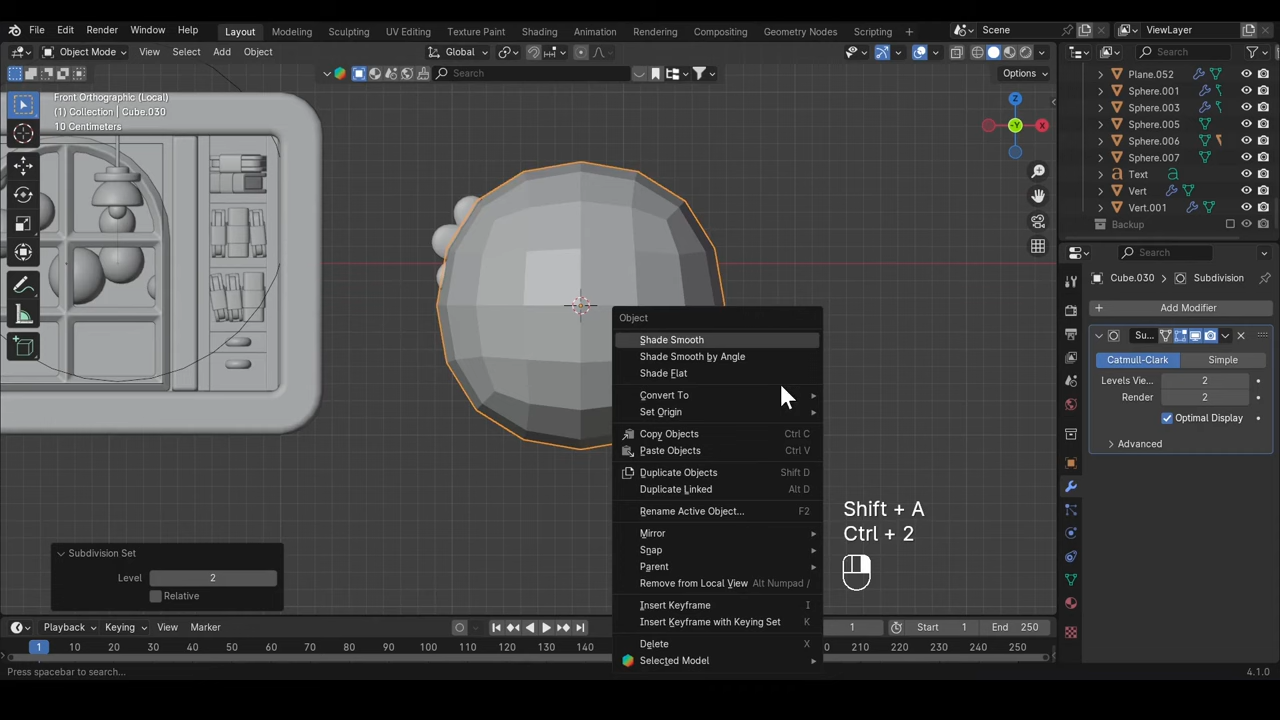 File Edit Render Window Help Layout Modeling Sculpting UV Editing Texture Paint Shading Animation Rendering Compositing Geometry Nodes Scripting + Scene ViewLayer
Object Mode View Select Add Object Global Search
Search Options
Front Orthographic (Local)
(1) Collection | Cube.030
10 Centimeters
Z
-Y
X
Plane.052
Sphere.001
Sphere.003
Sphere.005
Sphere.006
Sphere.007
Text
Vert
Vert.001
Backup
Search
Cube.030 > Subdivision
Add Modifier
Su...
Catmull-Clark Simple
Levels Vie... 2
Render 2
Optimal Display
Advanced
Object
Shade Smooth
Shade Smooth by Angle
Shade Flat
Convert To
Set Origin
Copy Objects Ctrl C
Paste Objects Ctrl V
Duplicate Objects Shift D
Duplicate Linked Alt D
Rename Active Object... F2
Mirror
Snap
Parent
Remove from Local View Alt Numpad /
Insert Keyframe I
Insert Keyframe with Keying Set K
Delete X
Selected Model
Shift + A
Ctrl + 2
Subdivision Set
Level 2
Relative
Playback Keying View Marker 1 Start 1 End 250
1 10 20 30 40 50 60 70 80 90 100 110 120 130 140 210 220 230 240 250
Press spacebar to search... 4.1.0